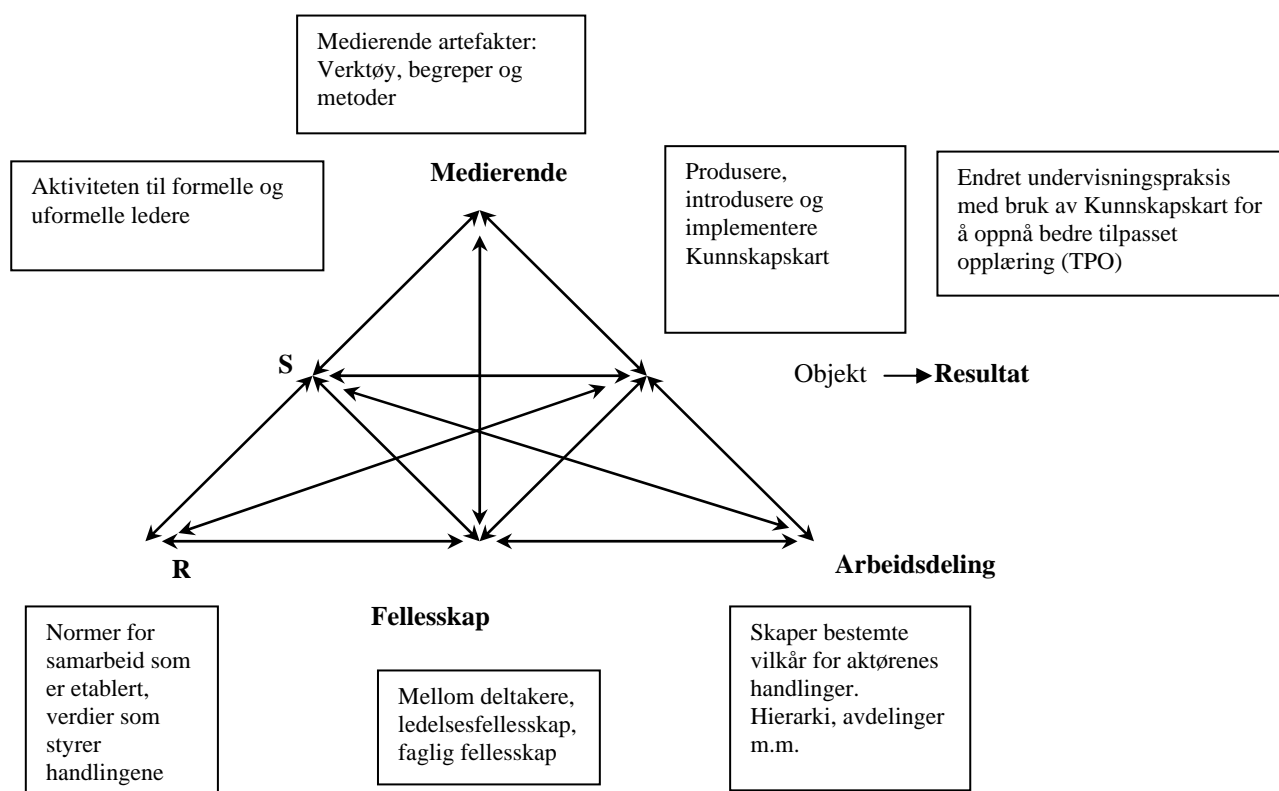 Medierende artefakter:
Verktøy, begreper og
metoder
Medierende
Aktiviteten til formelle og
uformelle ledere
Produsere,
introdusere og
implementere
Kunnskapskart
Endret undervisningspraksis
med bruk av Kunnskapskart for
å oppnå bedre tilpasset
opplæring (TPO)
S
Objekt
Resultat
R
Fellesskap
Arbeidsdeling
Normer for
samarbeid som
er etablert,
verdier som
styrer
handlingene
Mellom deltakere,
ledelsesfellesskap,
faglig fellesskap
Skaper bestemte
vilkår for aktørenes
handlinger.
Hierarki, avdelinger
m.m.